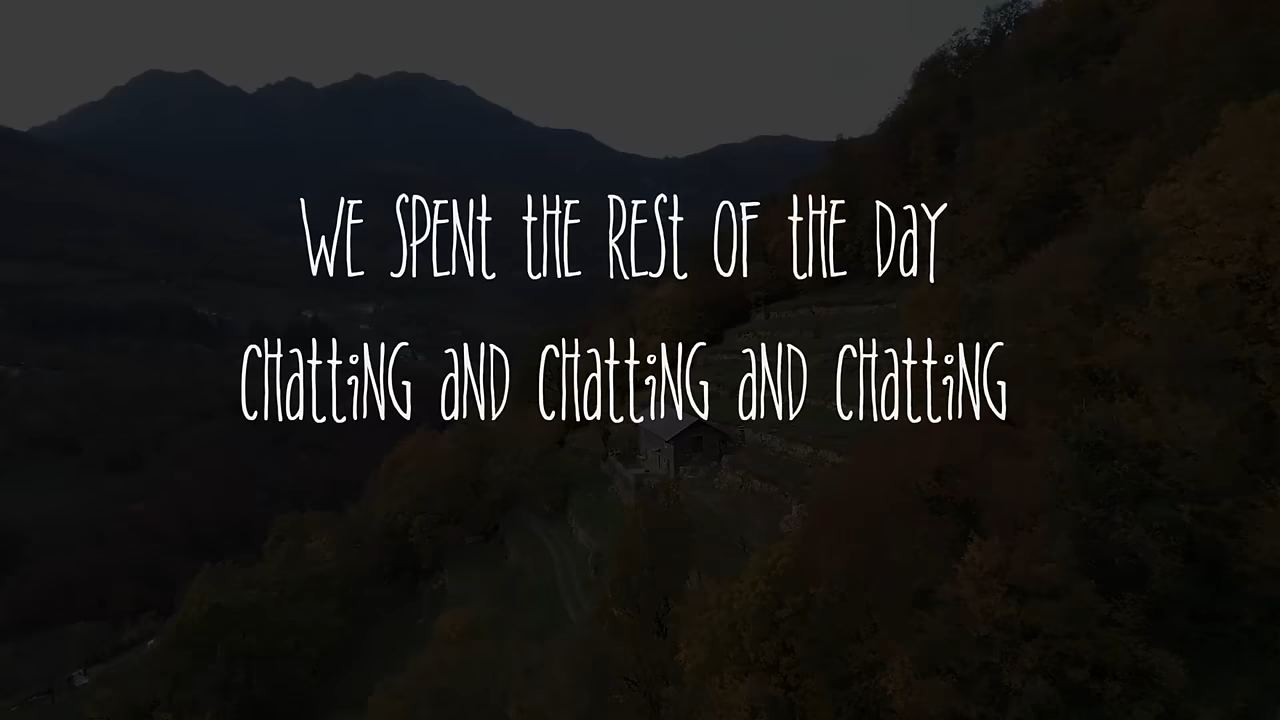 WE SPENt tHE RESt OF tHE DaY
CHattiNG aND CHattiNG aND CHattiNG